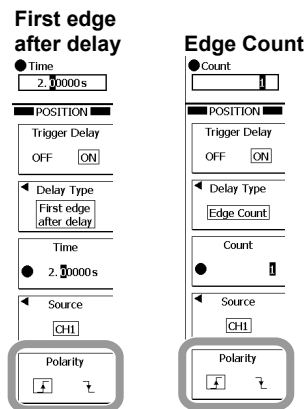 First edge
after delay
Time
2.00000s
POSITION
Trigger Delay
OFF ON
Delay Type
First edge
after delay
Time
2.00000s
Source
CH1
Polarity
Edge Count
Count
1
POSITION
Trigger Delay
OFF ON
Delay Type
Edge Count
Count
1
Source
CH1
Polarity